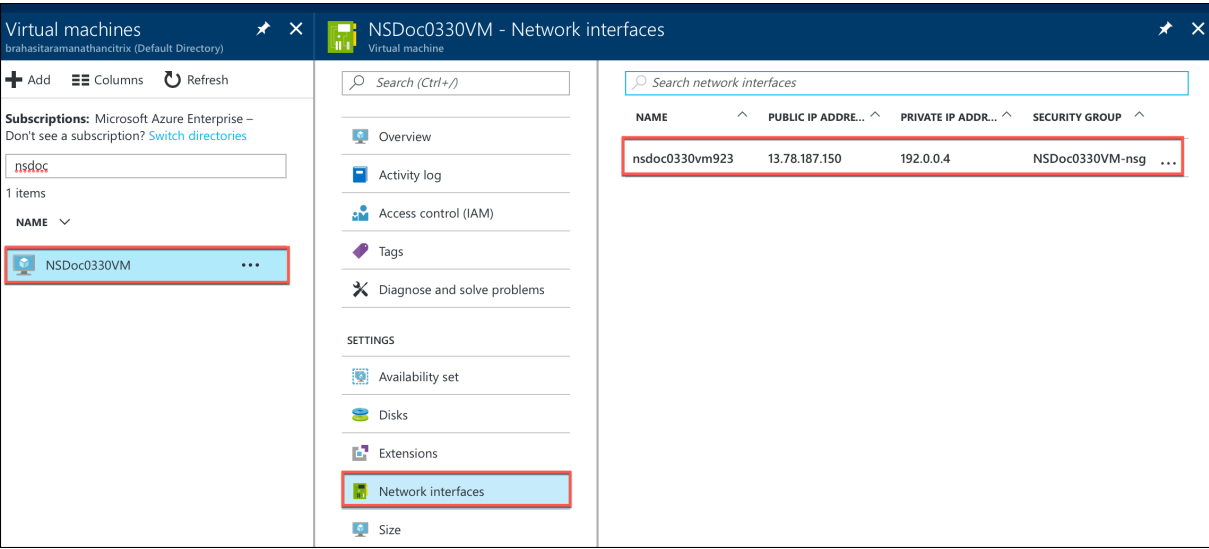 Virtual machines
brahasitaramanathancitrix (Default Directory)
Add Columns Refresh
Subscriptions: Microsoft Azure Enterprise –
Don't see a subscription? Switch directories
nsdoc
1 items
NAME
NSDoc0330VM
...
NSDoc0330VM - Network interfaces
Virtual machine
Search (Ctrl+/)
Overview
Activity log
Access control (IAM)
Tags
Diagnose and solve problems
SETTINGS
Availability set
Disks
Extensions
Network interfaces
Size
Search network interfaces
NAME PUBLIC IP ADDRE... PRIVATE IP ADDR... SECURITY GROUP
nsdoc0330vm923 13.78.187.150 192.0.0.4 NSDoc0330VM-nsg ...